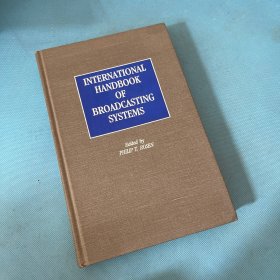 INTERNATIONAL
HANDBOOK
OF
BROADCASTING
SYSTEMS
Edited by
PHILIP T. ROSEN